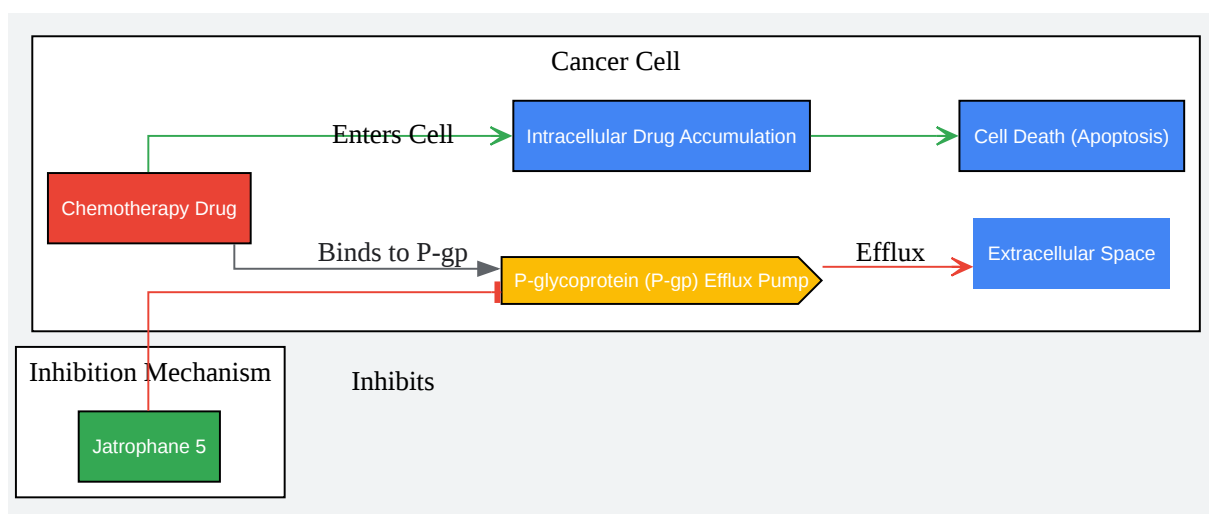 Cancer Cell
Enters Cell
Intracellular Drug Accumulation
Cell Death (Apoptosis)
Chemotherapy Drug
Binds to P-gp
P-glycoprotein (P-gp) Efflux Pump
Efflux
Extracellular Space
Inhibition Mechanism
Inhibits
Jatrophane 5